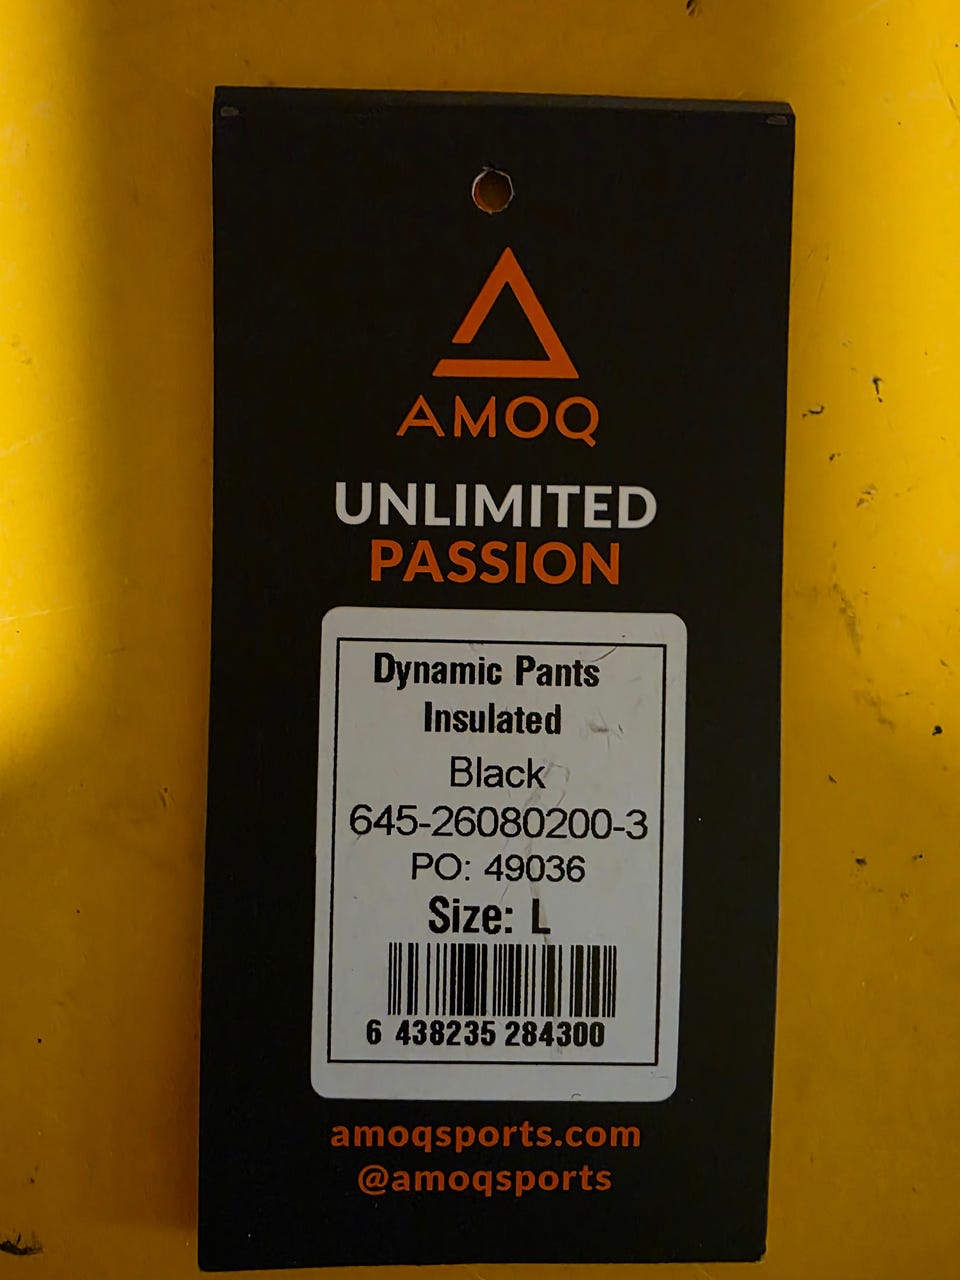 AMOQ
UNLIMITED
PASSION
Dynamic Pants
Insulated
Black
645-26080200-3
PO: 49036
Size: L
6 438235 284300
amoqsports.com
@amoqsports